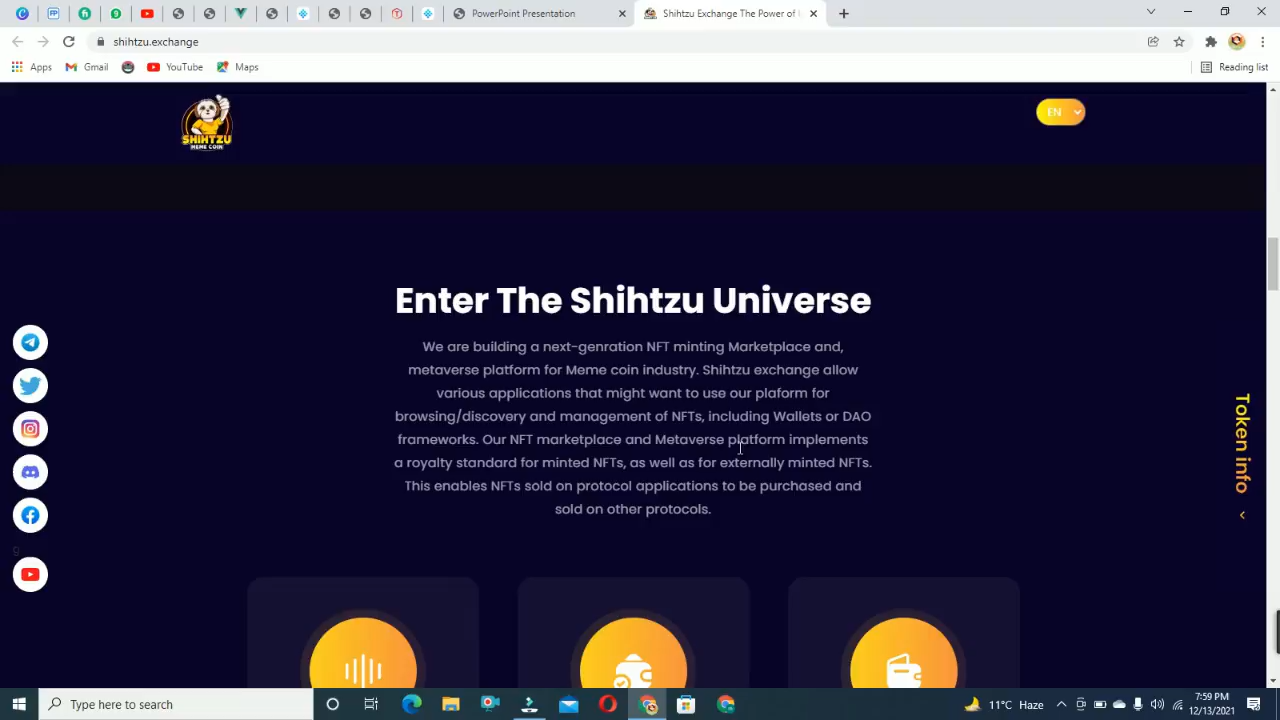 PowerPoint Presentation
Shihtzu Exchange The Power of
shihtzu.exchange
Apps
Gmail
YouTube
Maps
Reading list
SHIHTZU
MEME COIN
EN
Enter The Shihtzu Universe
We are building a next-genration NFT minting Marketplace and,
metaverse platform for Meme coin industry. Shihtzu exchange allow
various applications that might want to use our plaform for
browsing/discovery and management of NFTs, including Wallets or DAO
frameworks. Our NFT marketplace and Metaverse platform implements
a royalty standard for minted NFTs, as well as for externally minted NFTs.
This enables NFTs sold on protocol applications to be purchased and
sold on other protocols.
Token info
g
Type here to search
11°C Haze
7:59 PM
12/13/2021